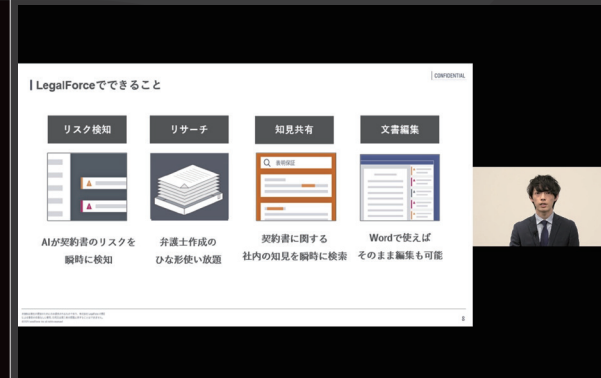 CONFIDENTIAL
LegalForceでできること
リスク検知
リサーチ
知見共有
文書編集
表明保証
AIが契約書のリスクを
瞬時に検知
弁護士作成の
ひな形使い放題
契約書に関する
社内の知見を瞬時に検索
Wordで使えば
そのまま編集も可能
8